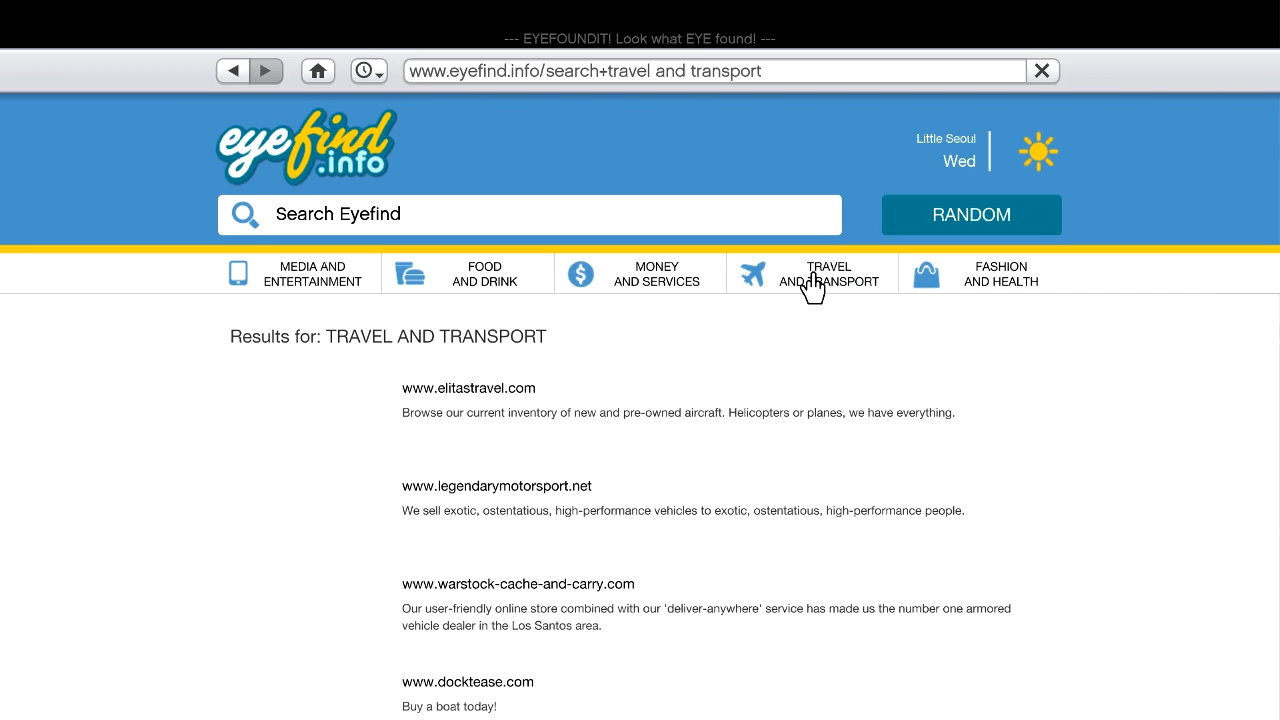 --- EYEFOUNDIT! Look what EYE found! ---
www.eyefind.info/search+travel and transport
eyefind
.info
Little Seoul
Wed
Search Eyefind
RANDOM
MEDIA AND
ENTERTAINMENT
FOOD
AND DRINK
MONEY
AND SERVICES
TRAVEL
AND TRANSPORT
FASHION
AND HEALTH
Results for: TRAVEL AND TRANSPORT
www.elitastravel.com
Browse our current inventory of new and pre-owned aircraft. Helicopters or planes, we have everything.
www.legendarymotorsport.net
We sell exotic, ostentatious, high-performance vehicles to exotic, ostentatious, high-performance people.
www.warstock-cache-and-carry.com
Our user-friendly online store combined with our 'deliver-anywhere' service has made us the number one armored
vehicle dealer in the Los Santos area.
www.docktease.com
Buy a boat today!